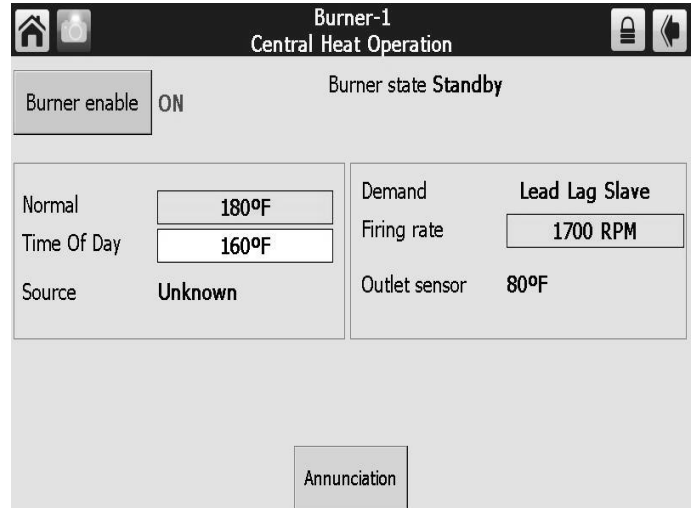 Burner-1
Central Heat Operation
Burner enable ON
Burner state Standby
Normal 180ºF
Time Of Day 160ºF
Source Unknown
Demand Lead Lag Slave
Firing rate 1700 RPM
Outlet sensor 80ºF
Annunciation